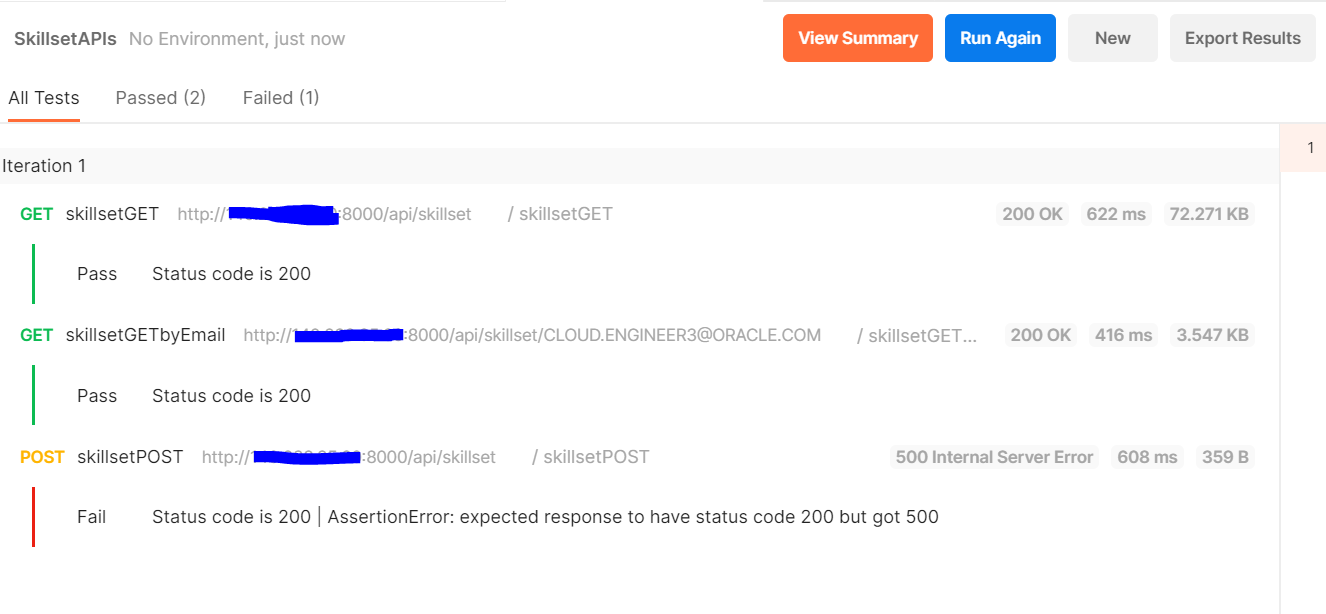 SkillsetAPIs No Environment, just now View Summary Run Again New Export Results
All Tests Passed (2) Failed (1)
1
Iteration 1
GET skillsetGET http:// :8000/api/skillset / skillsetGET 200 OK 622 ms 72.271 KB
Pass Status code is 200
GET skillsetGETbyEmail http:// :8000/api/skillset/CLOUD.ENGINEER3@ORACLE.COM / skillsetGET... 200 OK 416 ms 3.547 KB
Pass Status code is 200
POST skillsetPOST http:// :8000/api/skillset / skillsetPOST 500 Internal Server Error 608 ms 359 B
Fail Status code is 200 | AssertionError: expected response to have status code 200 but got 500